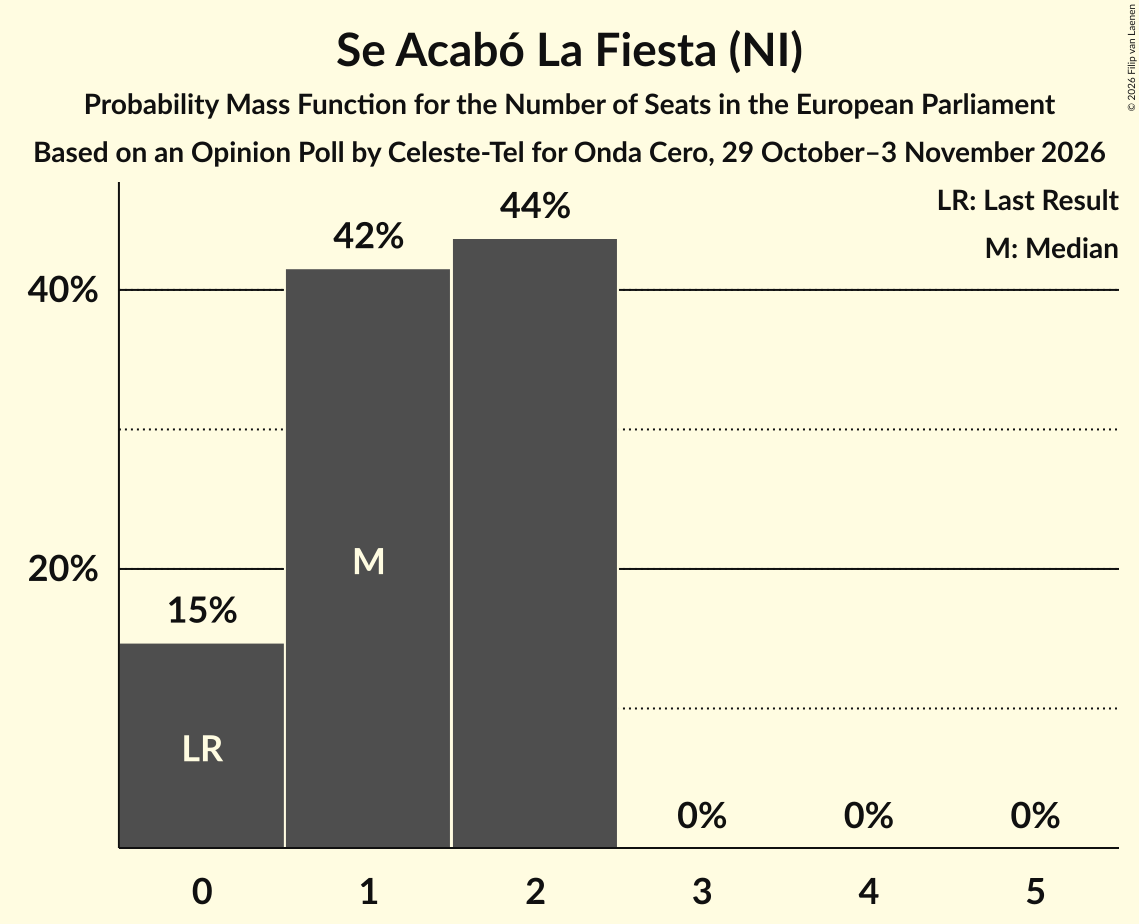 Se Acabó La Fiesta (NI)
Probability Mass Function for the Number of Seats in the European Parliament
Based on an Opinion Poll by Celeste-Tel for Onda Cero, 29 October–3 November 2026
© 2026 Filip van Laenen
LR: Last Result
M: Median
44%
42%
40%
M
20%
15%
LR
0% 0% 0%
0 1 2 3 4 5